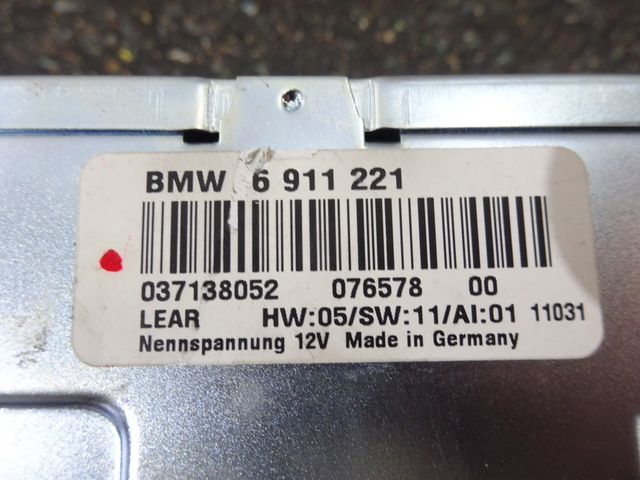 BMW 6 911 221
037138052 076578 00
LEAR HW:05/SW:11/AI:01 11031
Nennspannung 12V Made in Germany